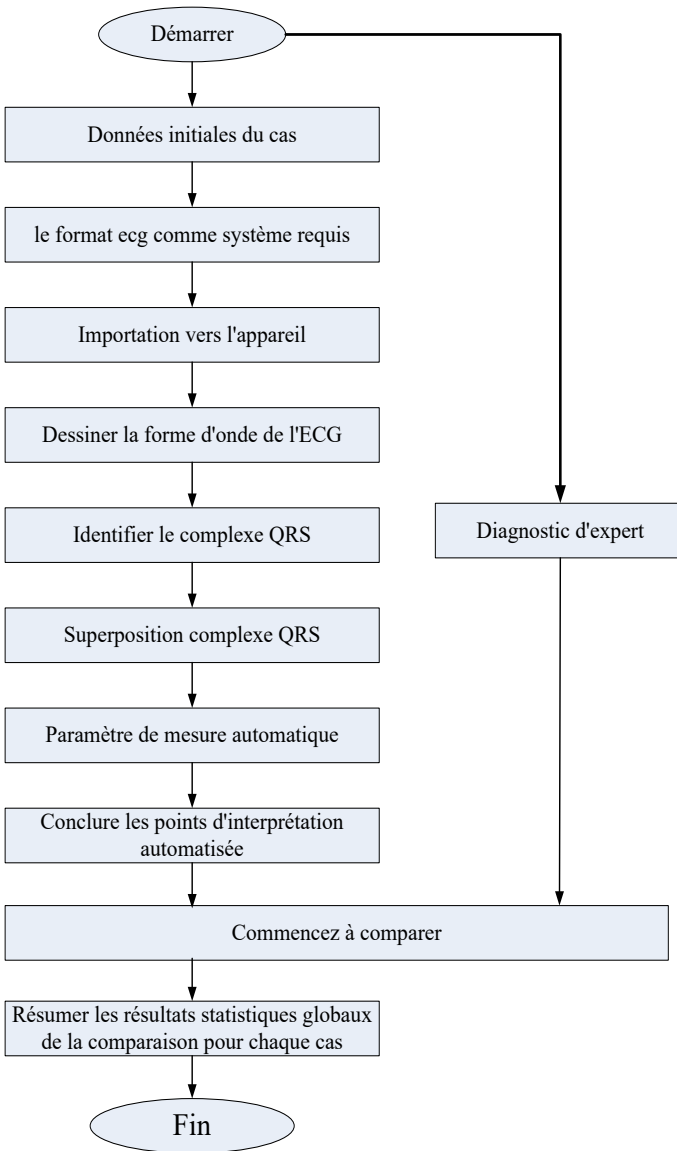 Démarrer
Données initiales du cas
le format ecg comme système requis
Importation vers l'appareil
Dessiner la forme d'onde de l'ECG
Identifier le complexe QRS
Diagnostic d'expert
Superposition complexe QRS
Paramètre de mesure automatique
Conclure les points d'interprétation
automatisée
Commencez à comparer
Résumer les résultats statistiques globaux
de la comparaison pour chaque cas
Fin